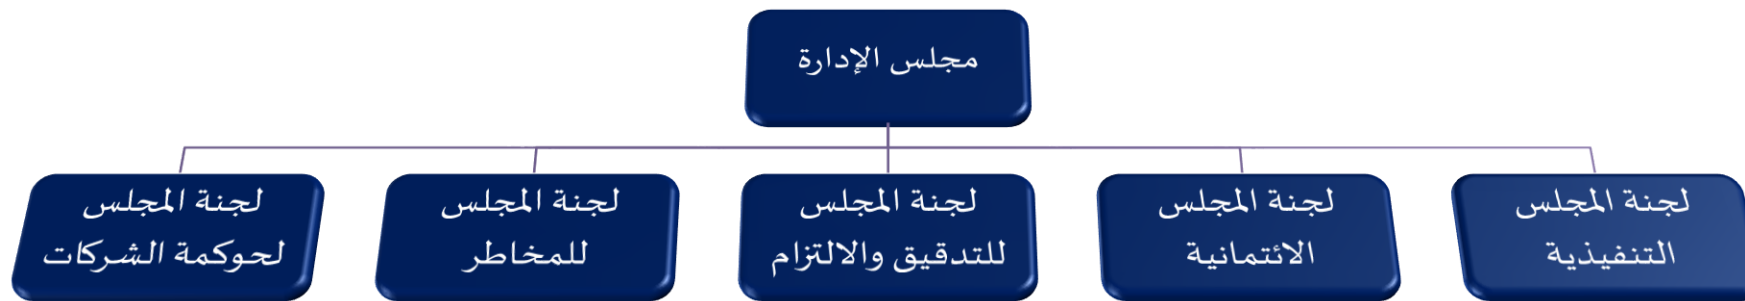 مجلس الإدارة
لجنة المجلس
التنفيذية
لجنة المجلس
الائتمانية
لجنة المجلس
للتدقيق والالتزام
لجنة المجلس
للمخاطر
لجنة المجلس
لحوكمة الشركات